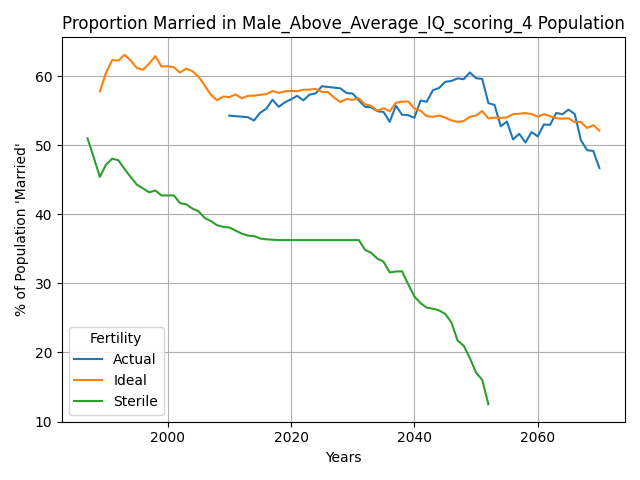 Proportion Married in Male_Above_Average_IQ_scoring_4 Population
% of Population 'Married'
60
50
40
30
20
10
Fertility
Actual
Ideal
Sterile
2000
2020
2040
2060
Years